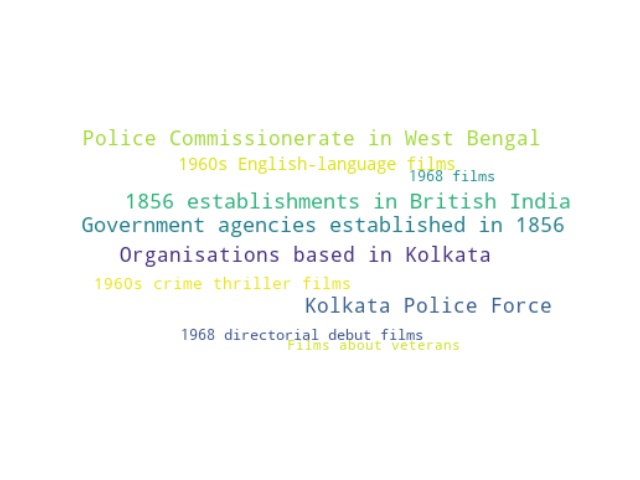 Police Commissionerate in West Bengal
1960s English-language films
1968 films
1856 establishments in British India
Government agencies established in 1856
Organisations based in Kolkata
1960s crime thriller films
Kolkata Police Force
1968 directorial debut films
Films about veterans